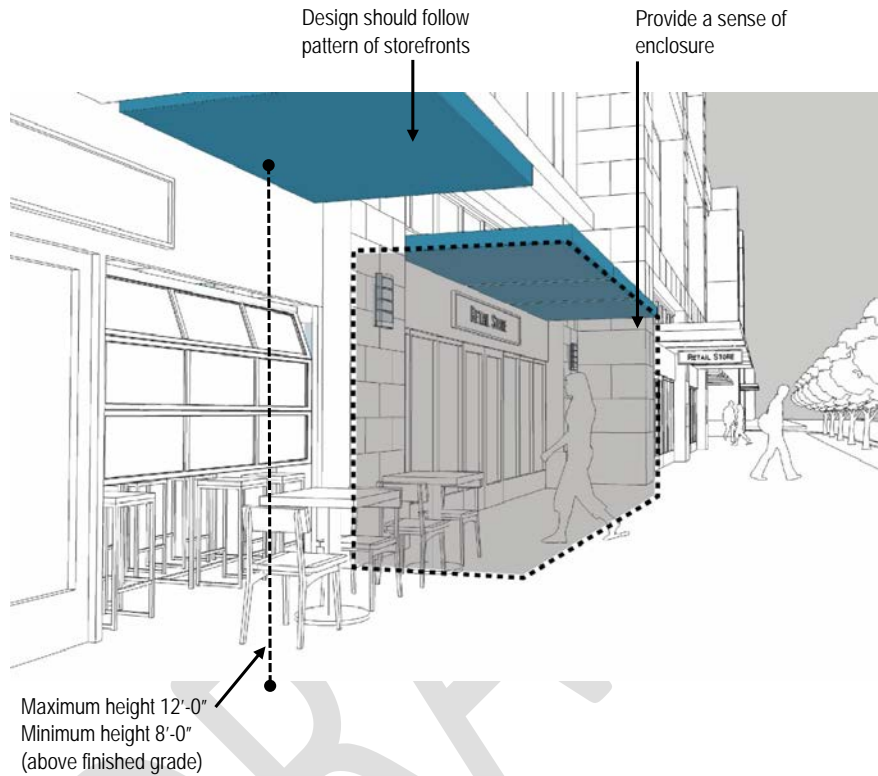 Design should follow
pattern of storefronts
Provide a sense of
enclosure
RETAIL STORE
RETAIL STORE
Maximum height 12'-0"
Minimum height 8'-0"
(above finished grade)